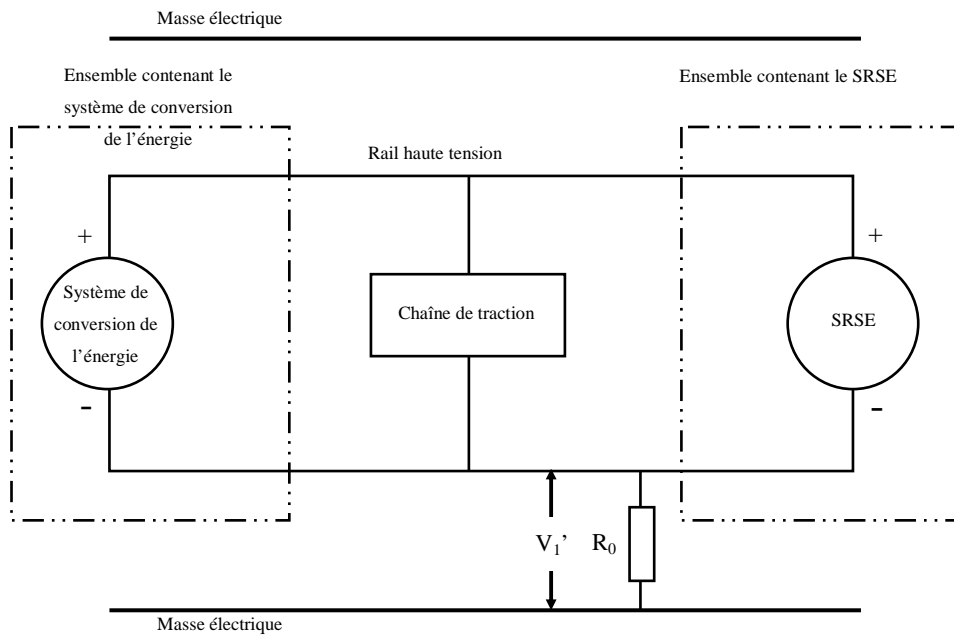 Masse électrique
Ensemble contenant le
système de conversion
de l’énergie
Ensemble contenant le SRSE
Rail haute tension
+
+
Système de
conversion de
l’énergie
Chaîne de traction
SRSE
-
-
V₁’
R₀
Masse électrique